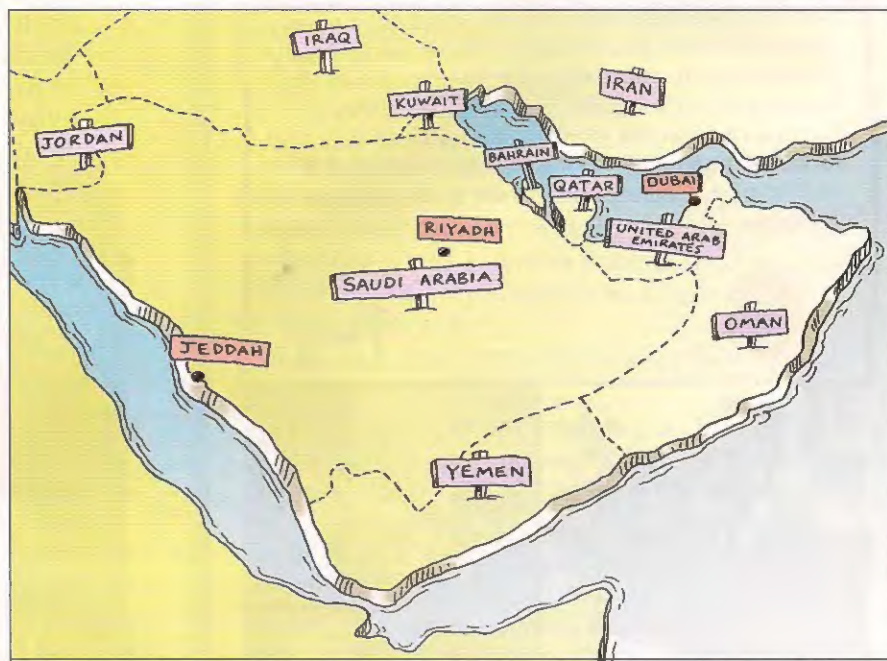 IRAQ
IRAN
KUWAIT
JORDAN
BAHRAIN
QATAR
DUBAI
RIYADH
UNITED ARAB
EMIRATES
SAUDI ARABIA
OMAN
JEDDAH
YEMEN